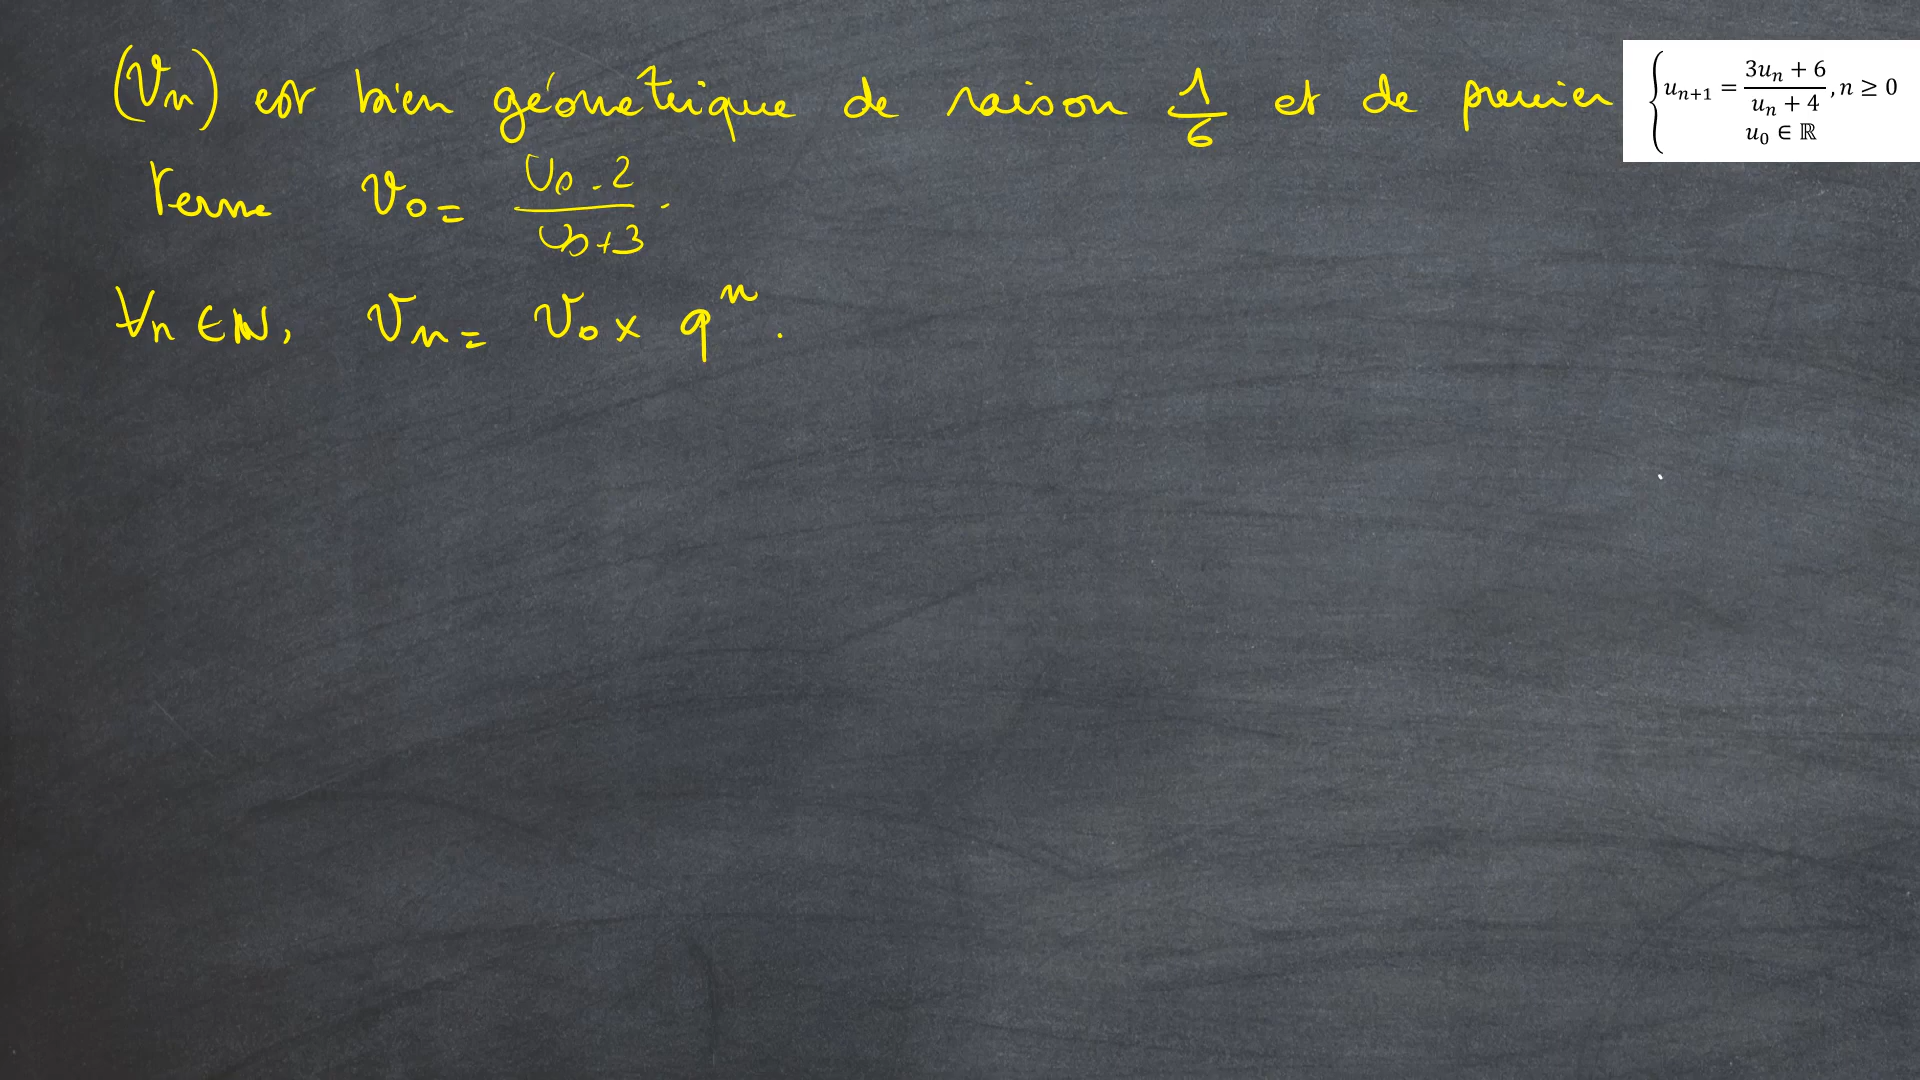 (Vn) est bien géométrique de raison 1/6 et de premier
terme V0 = (U0 - 2)/(U0 + 3).
∀n ∈ ℕ, Vn = V0 × q^n.
{ u_{n+1} = (3u_n + 6)/(u_n + 4), n ≥ 0
u_0 ∈ ℝ